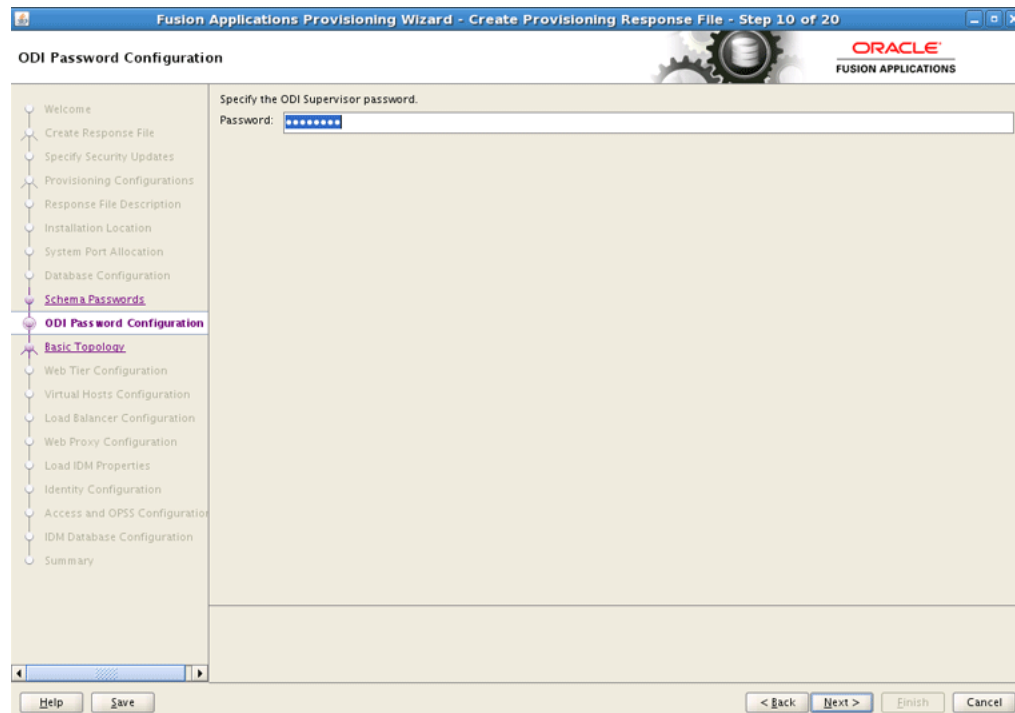 Fusion Applications Provisioning Wizard - Create Provisioning Response File - Step 10 of 20
ODI Password Configuration
ORACLE
FUSION APPLICATIONS
Welcome
Create Response File
Specify Security Updates
Provisioning Configurations
Response File Description
Installation Location
System Port Allocation
Database Configuration
Schema Passwords
ODI Password Configuration
Basic Topology
Web Tier Configuration
Virtual Hosts Configuration
Load Balancer Configuration
Web Proxy Configuration
Load IDM Properties
Identity Configuration
Access and OPSS Configuratio
IDM Database Configuration
Summary
Specify the ODI Supervisor password.
Password: ••••••••
Help Save < Back Next > Finish Cancel